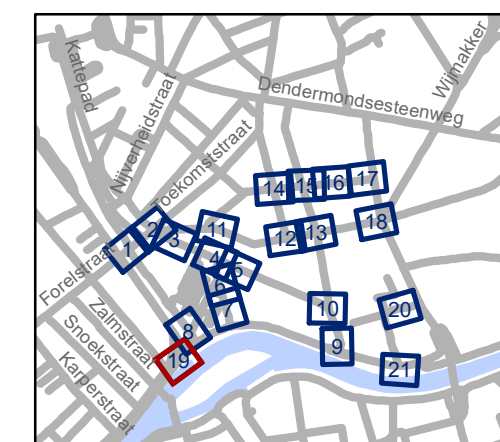 Kattepad
Nijverheidstraat
Toekomststraat
Dendermondsesteenweg
Wijmakker
14
15
16
17
1
2
3
11
12
13
18
4
5
6
7
Forelstraat
Zalmstraat
Snoekstraat
Karperstraat
8
19
10
9
20
21